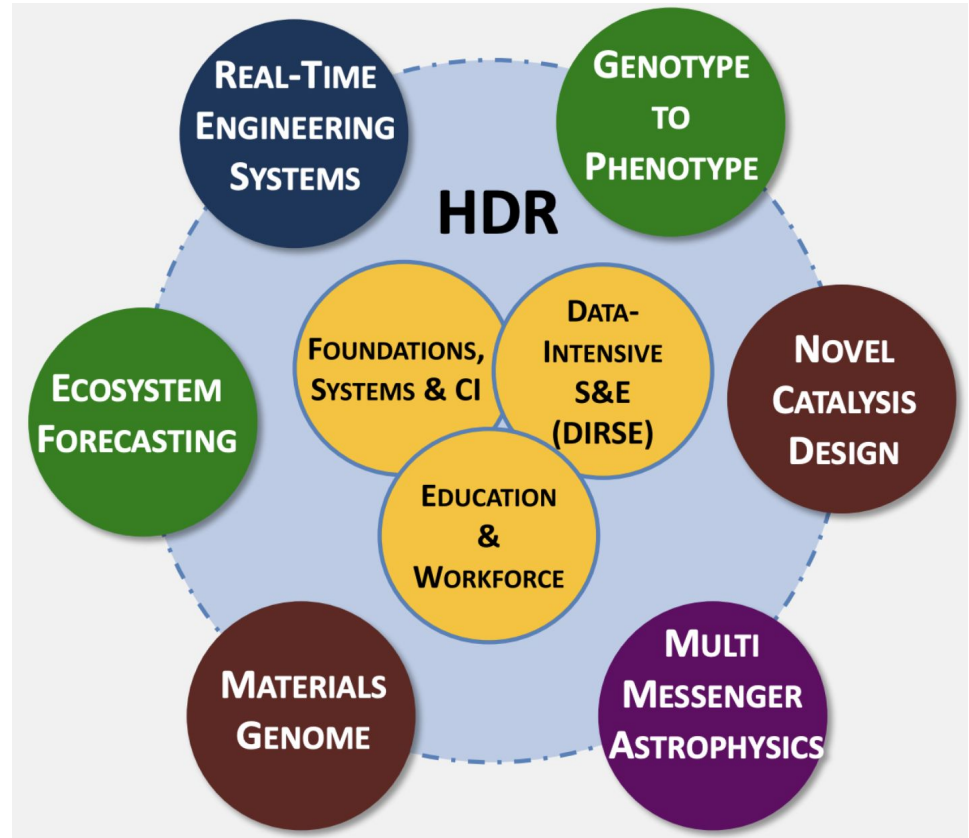 REAL-TIME
ENGINEERING
SYSTEMS
GENOTYPE
TO
PHENOTYPE
HDR
FOUNDATIONS,
SYSTEMS & CI
DATA-
INTENSIVE
S&E
(DIRSE)
EDUCATION
&
WORKFORCE
ECOSYSTEM
FORECASTING
NOVEL
CATALYSIS
DESIGN
MATERIALS
GENOME
MULTI
MESSENGER
ASTROPHYSICS